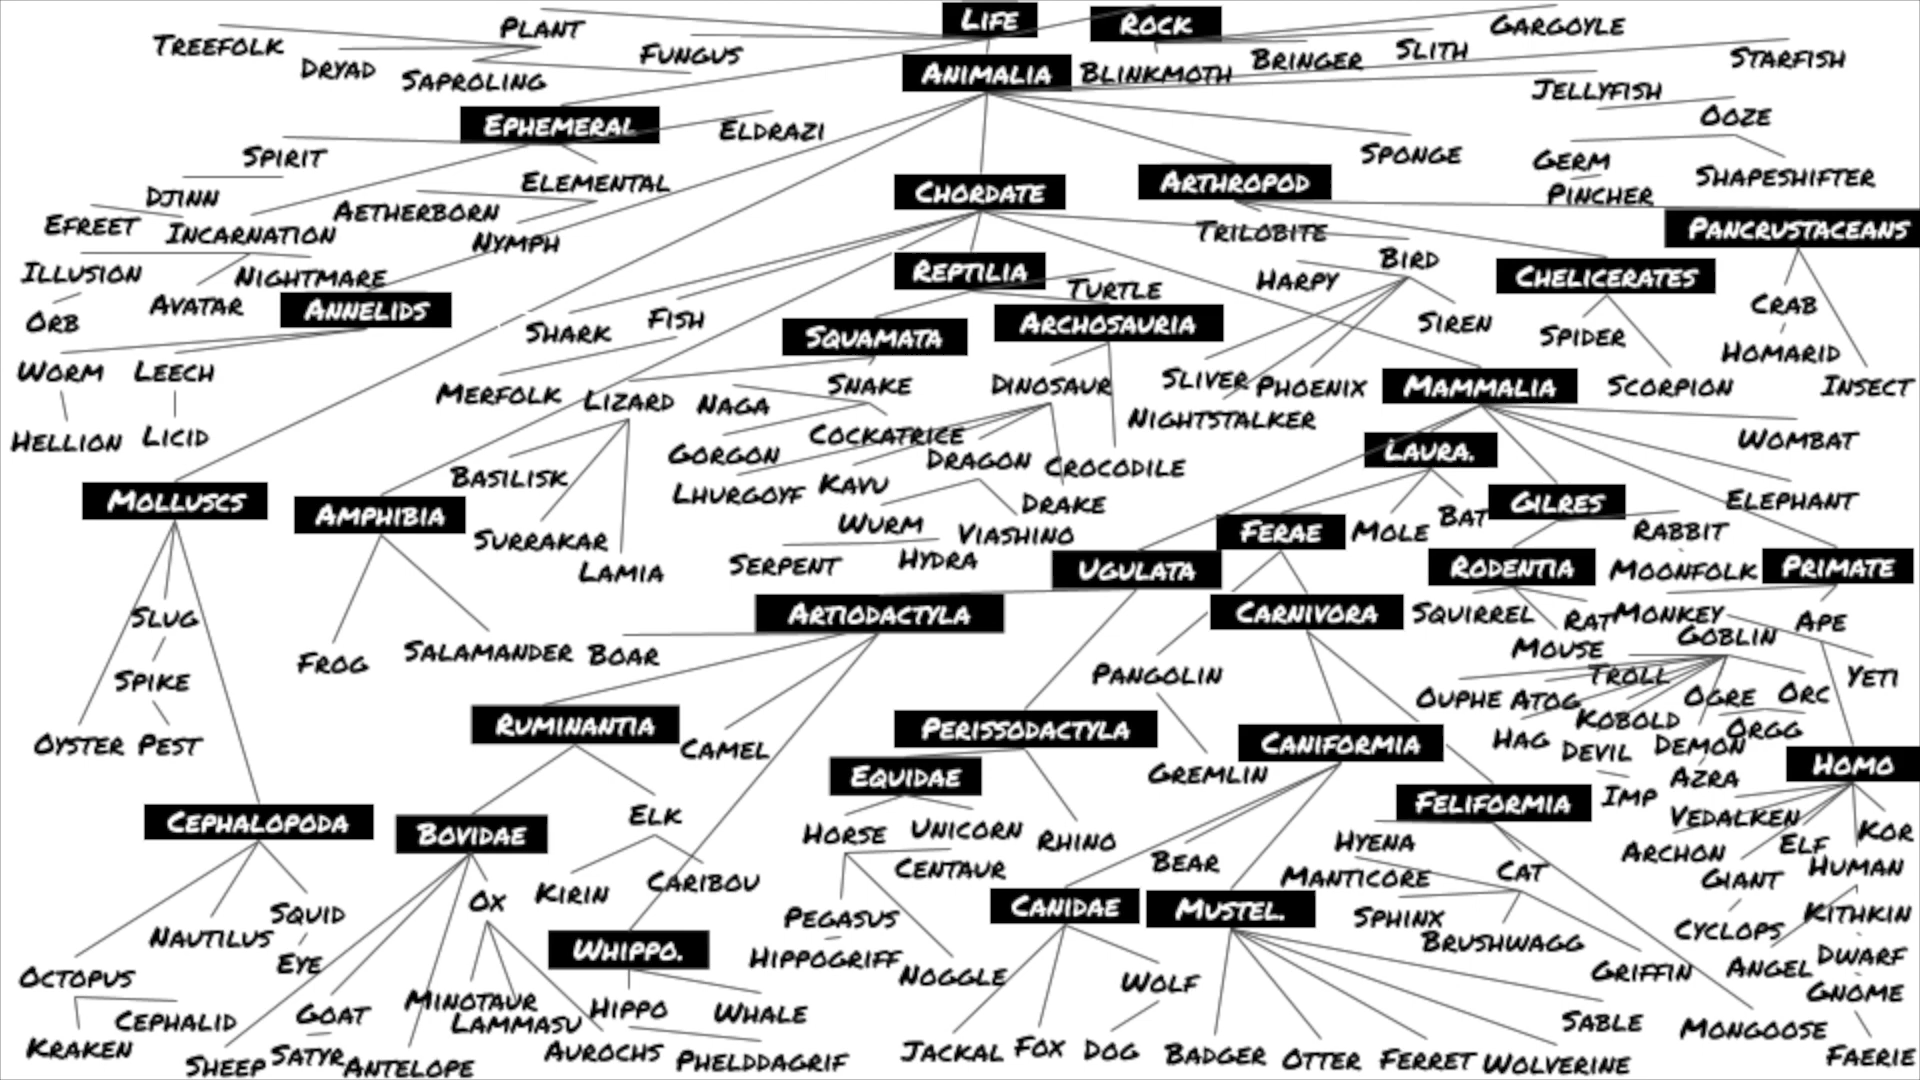 LIFE
ROCK
PLANT
GARGOYLE
TREEFOLK
FUNGUS
SLITH
BRINGER
STARFISH
DRYAD
SAPROLING
ANIMALIA
BLINKMOTH
JELLYFISH
EPHEMERAL
ELDRAZI
OOZE
SPIRIT
SPONGE
GERM
DJINN
ELEMENTAL
CHORDATE
ARTHROPOD
PINCHER
SHAPESHIFTER
EFREET
INCARNATION
AETHERBORN
NYMPH
TRILOBITE
PANCRUSTACEANS
ILLUSION
NIGHTMARE
REPTILIA
TURTLE
HARPY
BIRD
CHELICERATES
ORB
AVATAR
ANNELIDS
SHARK
FISH
SQUAMATA
ARCHOSAURIA
SIREN
SPIDER
CRAB
HOMARID
WORM
LEECH
MERFOLK
LIZARD
NAGA
SNAKE
DINOSAUR
SLIVER
PHOENIX
MAMMALIA
SCORPION
INSECT
NIGHTSTALKER
HELLION
LICID
GORGON
COCKATRICE
DRAGON
CROCODILE
LAURA.
WOMBAT
MOLLUSCS
AMPHIBIA
BASILISK
LHURGOYF
KAVU
DRAKE
FERAE
MOLE
BAT
GILRES
ELEPHANT
SURRAKAR
WURM
VIASHINO
RABBIT
LAMIA
SERPENT
HYDRA
UGULATA
RODENTIA
MOONFOLK
PRIMATE
SLUG
ARTIODACTYLA
CARNIVORA
SQUIRREL
RAT
MONKEY
APE
FROG
SALAMANDER
BOAR
MOUSE
GOBLIN
SPIKE
PANGOLIN
TROLL
YETI
OUPHE
ATOG
OGRE
ORC
OYSTER
PEST
RUMINANTIA
CAMEL
PERISSODACTYLA
CANIFORMIA
HAG
KOBOLD
DEVIL
DEMON
ORGG
EQUIDAE
GREMLIN
AZRA
HOMO
CEPHALOPODA
BOVIDAE
ELK
HORSE
UNICORN
RHINO
FELIFORMIA
IMP
VEDALKEN
KOR
HYENA
ELF
KIRIN
CARIBOU
CENTAUR
BEAR
MANTICORE
CAT
ARCHON
GIANT
HUMAN
NAUTILUS
SQUID
OX
PEGASUS
CANIDAE
MUSTEL.
SPHINX
CYCLOPS
KITHKIN
EYE
WHIPPO.
HIPPOGRIFF
NOGGLE
BRUSHWAGG
GRIFFIN
ANGEL
DWARF
OCTOPUS
WOLF
GNOME
CEPHALID
GOAT
MINOTAUR
LAMMASU
HIPPO
WHALE
SABLE
MONGOOSE
KRAKEN
SHEEP
SATYR
ANTELOPE
AUROCHS
PHELDDAGRIF
JACKAL
FOX
DOG
BADGER
OTTER
FERRET
WOLVERINE
FAERIE